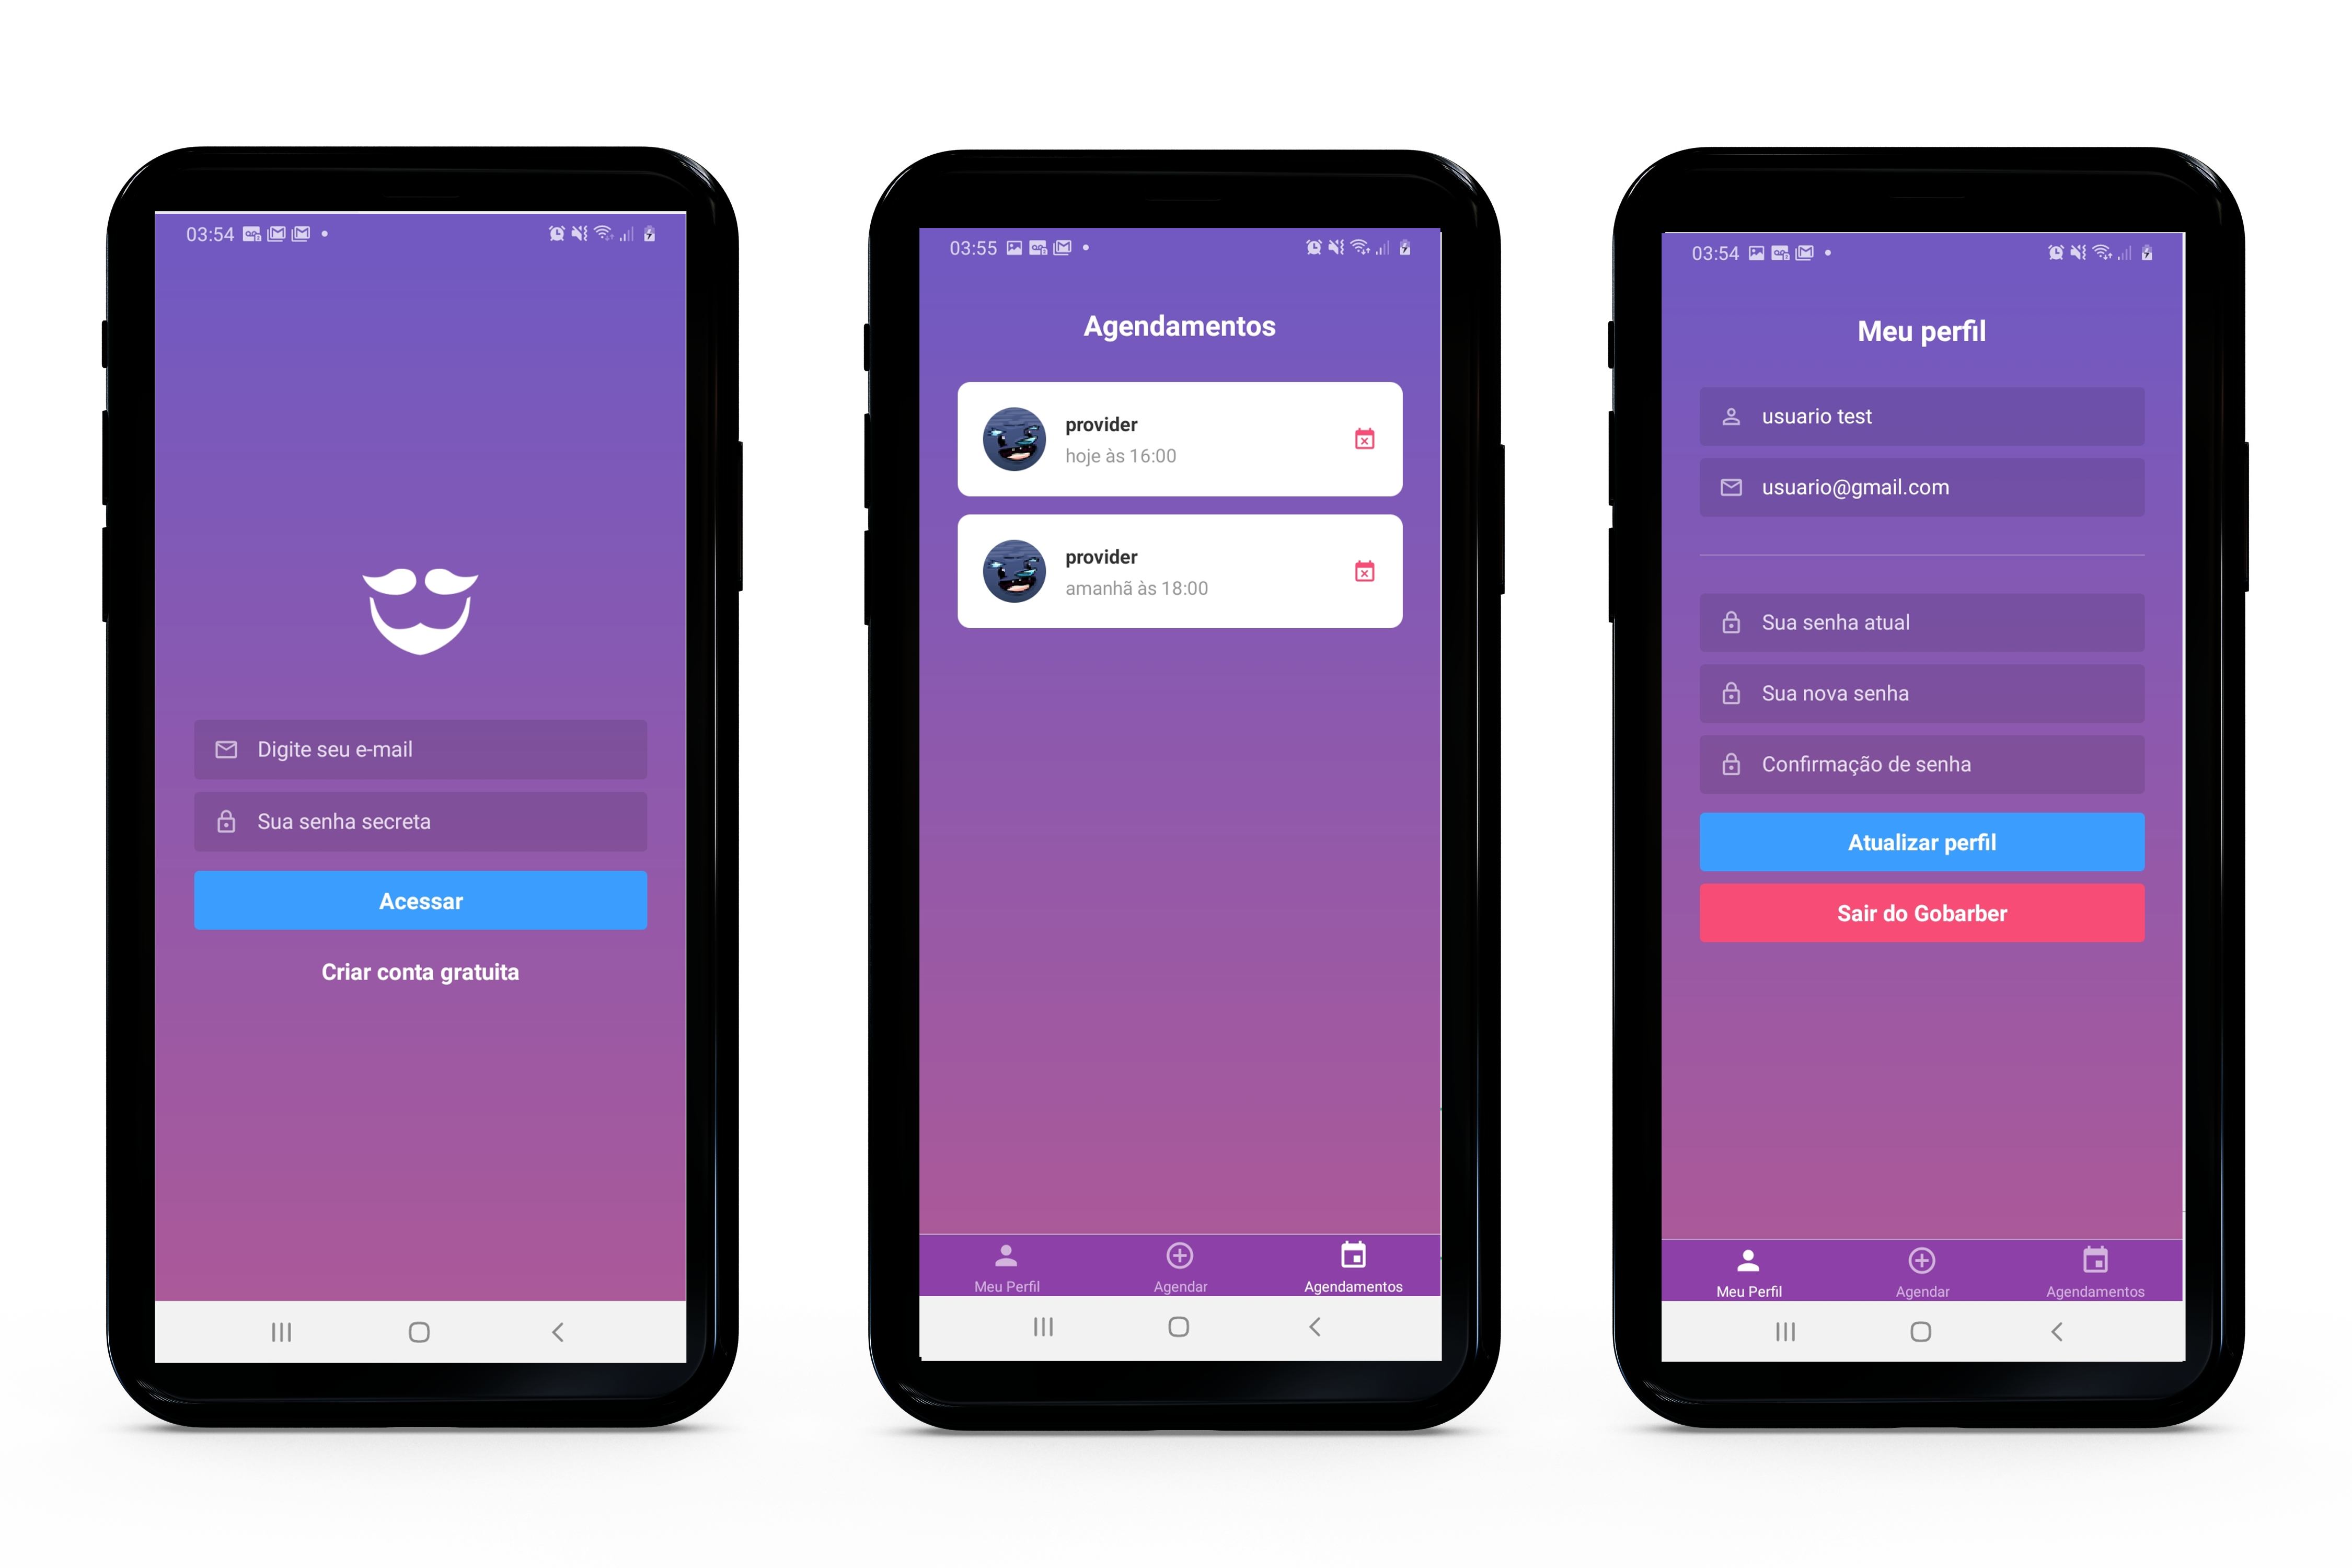 03:54
Digite seu e-mail
Sua senha secreta
Acessar
Criar conta gratuita
03:55
Agendamentos
provider
hoje às 16:00
provider
amanhã às 18:00
Meu Perfil
Agendar
Agendamentos
03:54
Meu perfil
usuario test
usuario@gmail.com
Sua senha atual
Sua nova senha
Confirmação de senha
Atualizar perfil
Sair do Gobarber
Meu Perfil
Agendar
Agendamentos